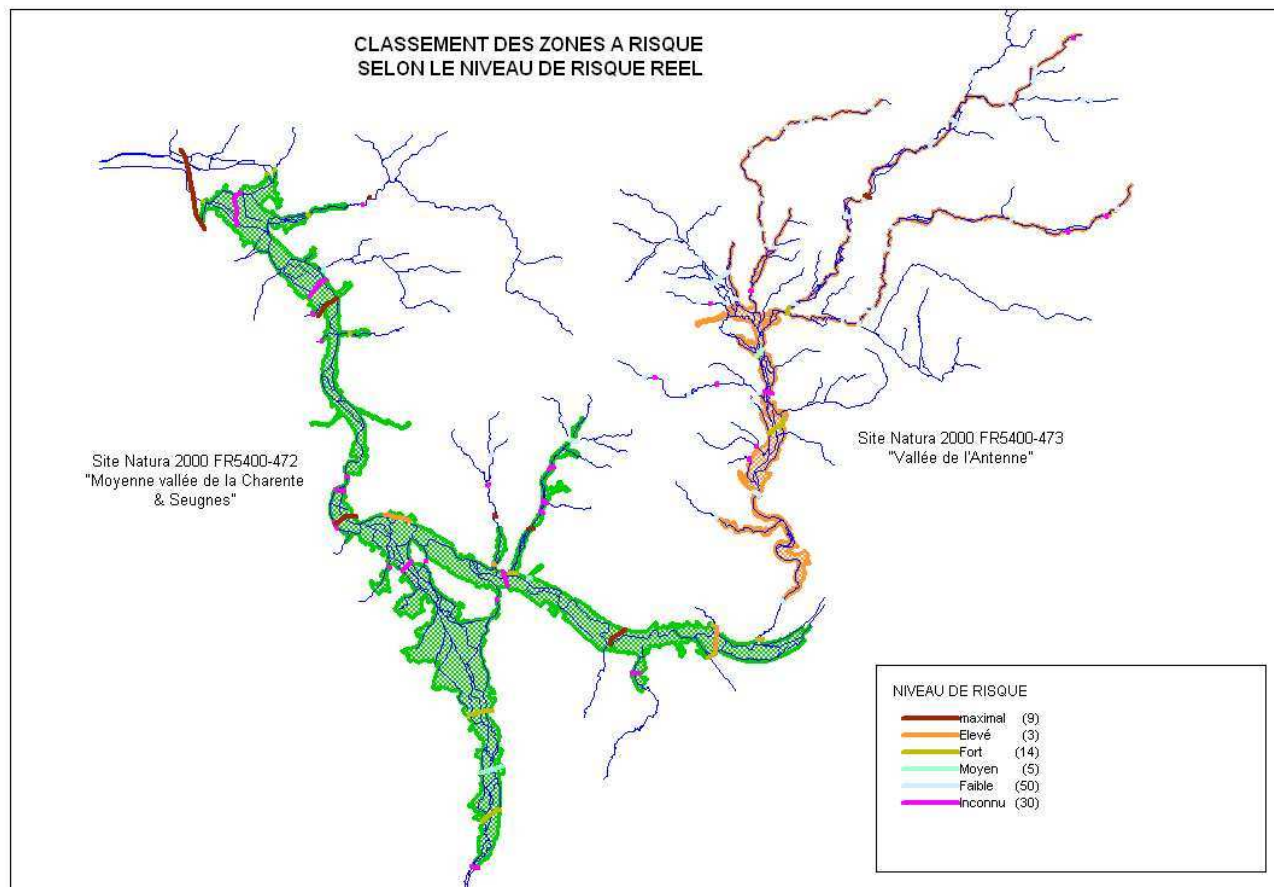 CLASSEMENT DES ZONES A RISQUE
SELON LE NIVEAU DE RISQUE REEL
Site Natura 2000 FR5400-472
"Moyenne vallée de la Charente
& Seugnes"
Site Natura 2000 FR5400-473
"Vallée de l'Antenne"
NIVEAU DE RISQUE
maximal (9)
Elevé (3)
Fort (14)
Moyen (5)
Faible (50)
Inconnu (30)